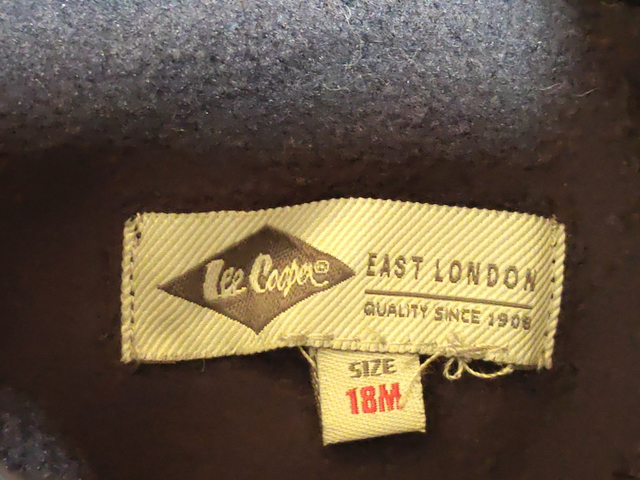 Lee Cooper®
EAST LONDON
QUALITY SINCE 1908
SIZE
18M